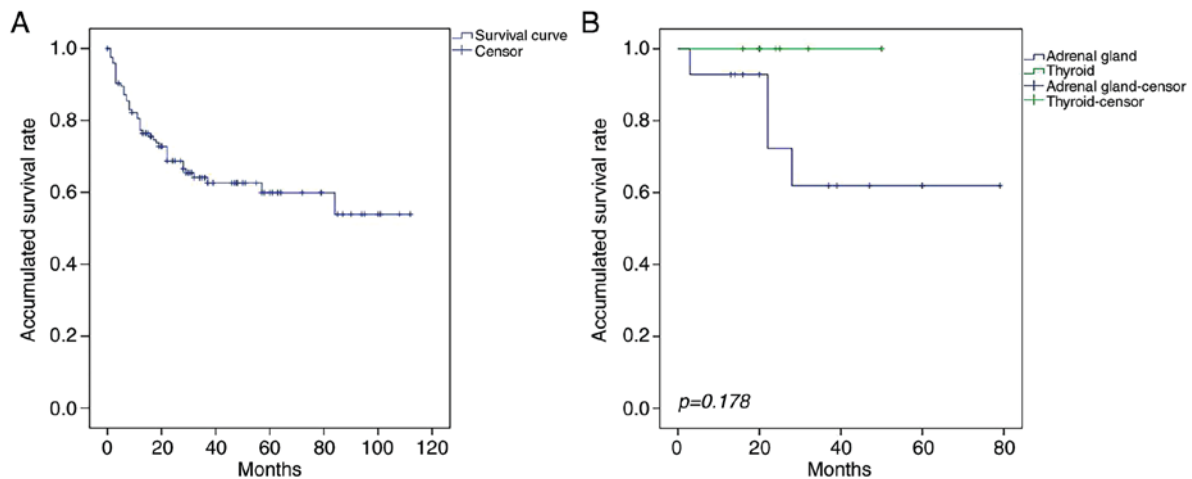 A
Accumulated survival rate
1.0
0.8
0.6
0.4
0.2
0.0
0 20 40 60 80 100 120
Months
Survival curve
Censor
B
Accumulated survival rate
1.0
0.8
0.6
0.4
0.2
0.0
p=0.178
0 20 40 60 80
Months
Adrenal gland
Thyroid
Adrenal gland-censor
Thyroid-censor